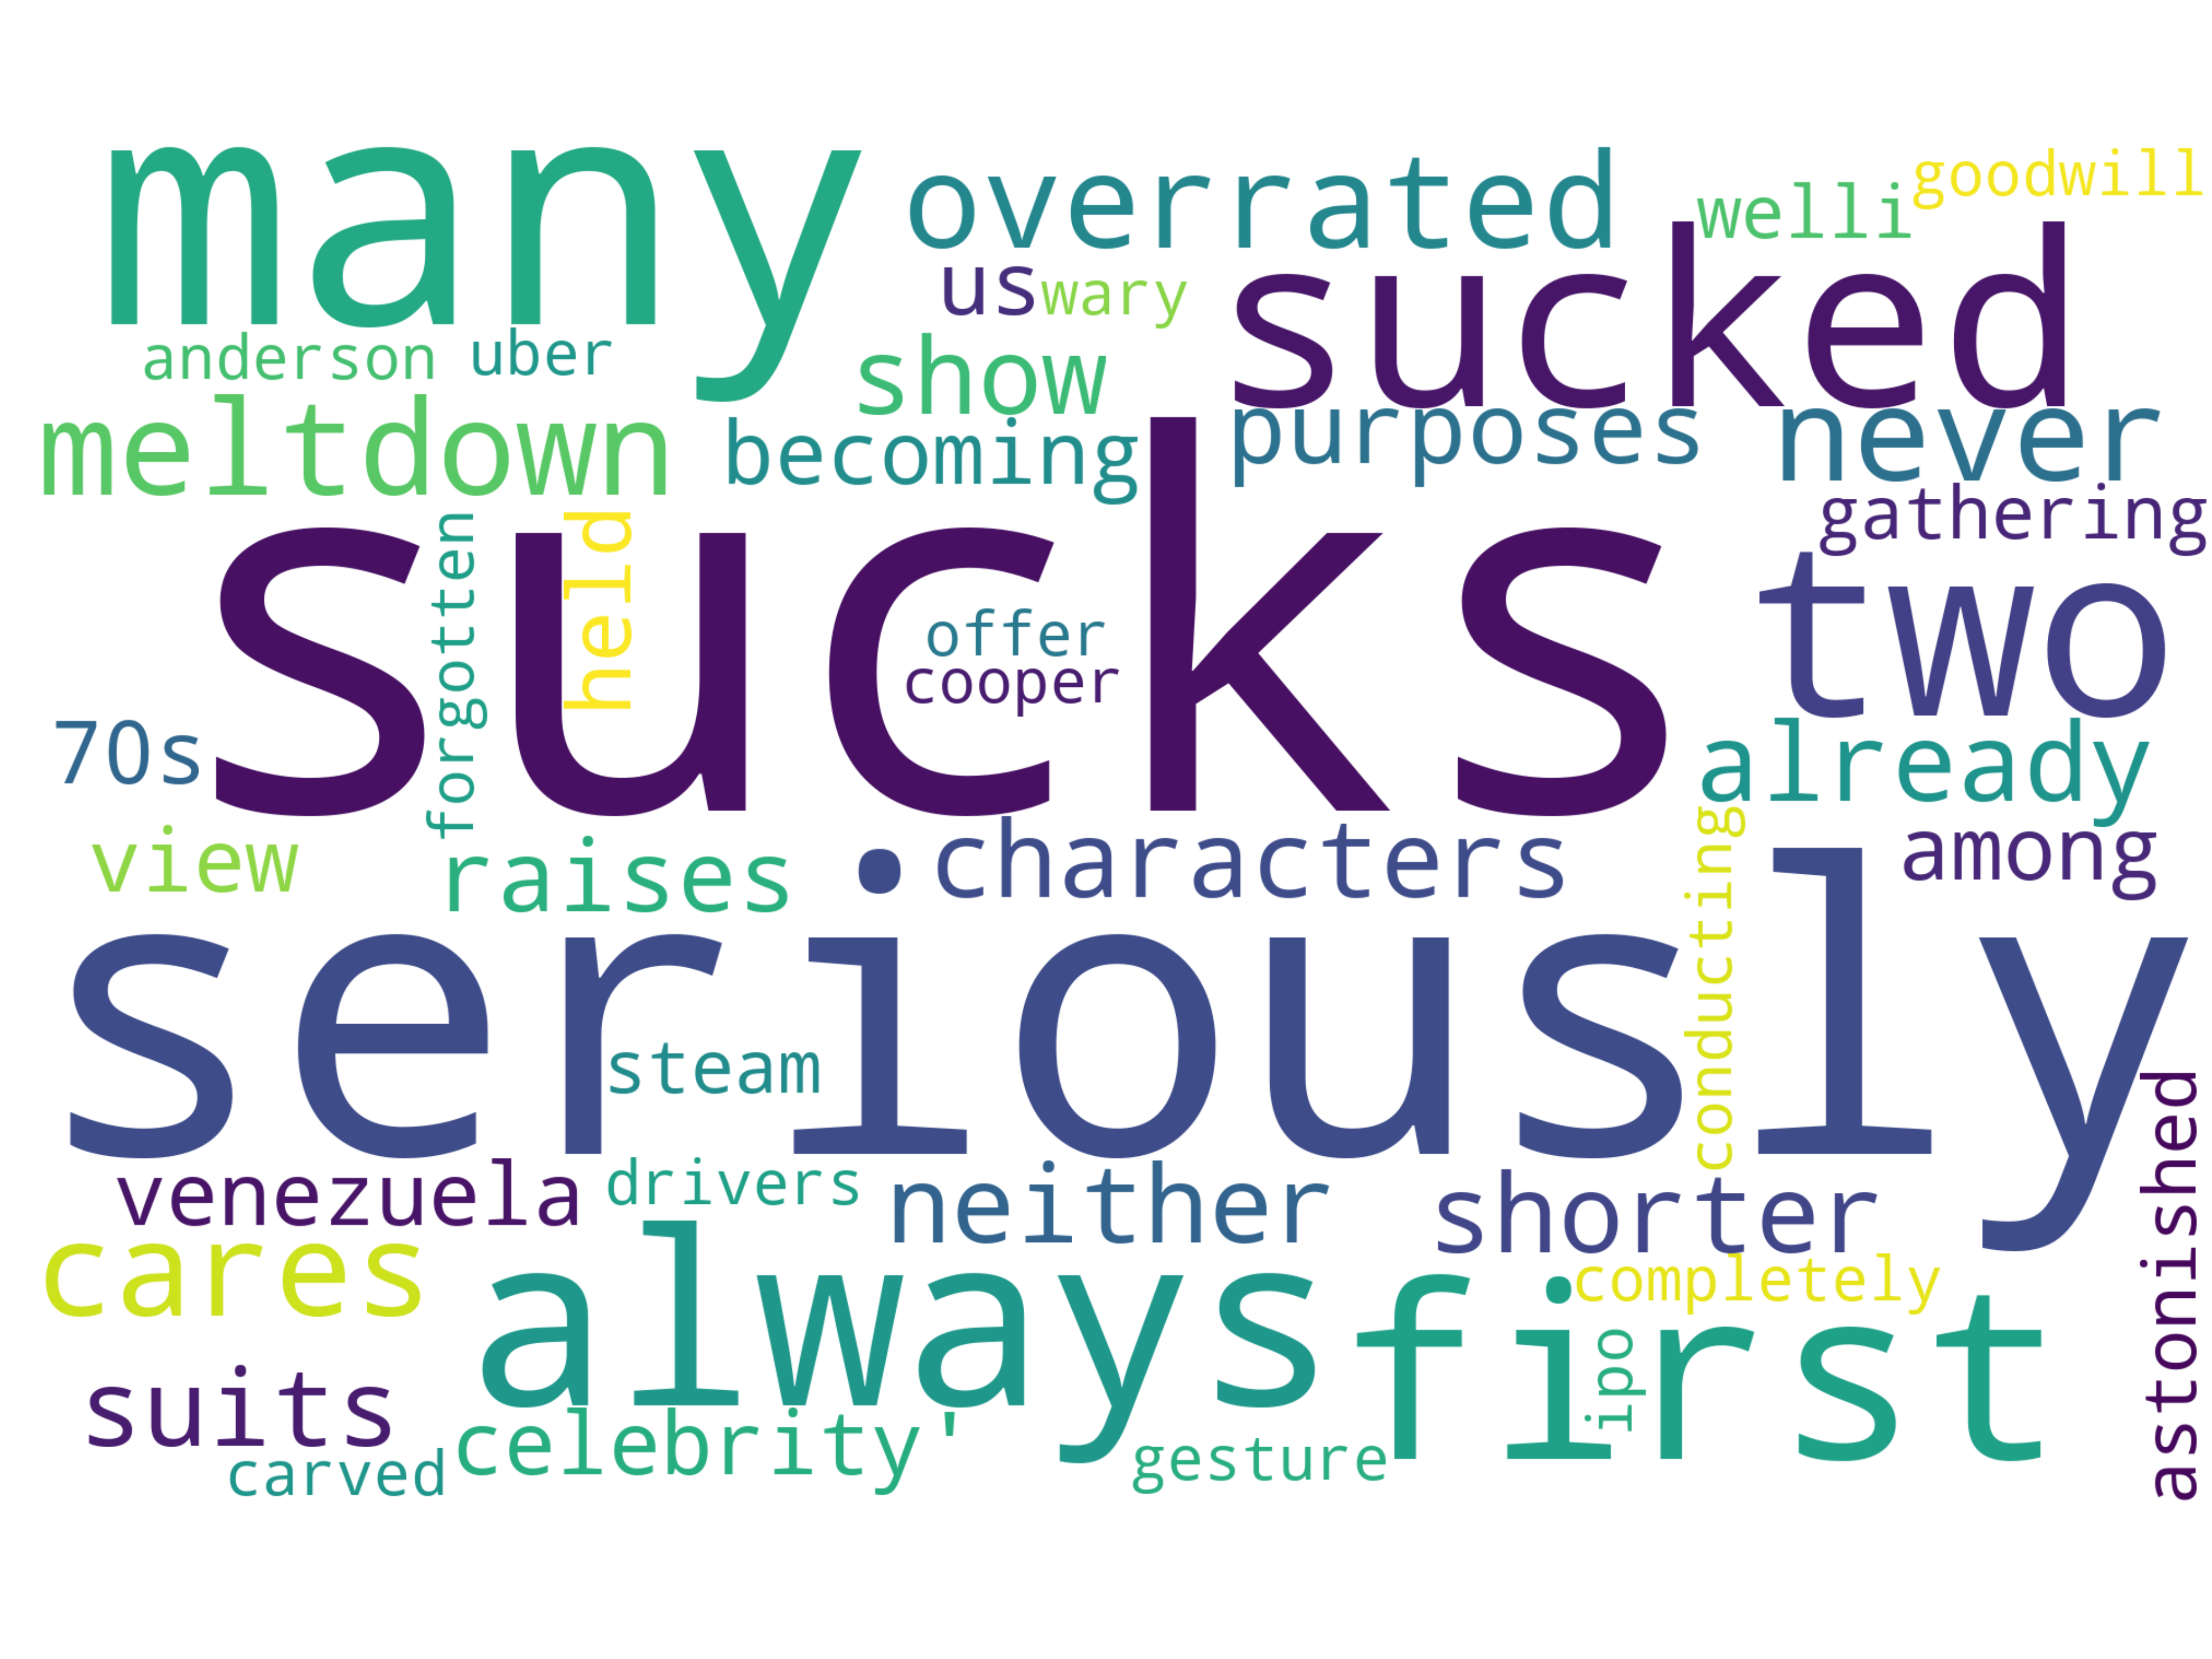 many
overrated
welli
goodwill
us
wary
sucked
anderson
uber
show
meltdown
becoming
purposes
never
gathering
sucks
forgotten
held
offer
cooper
two
70s
already
view
raises
characters
among
conducting
seriously
steam
astonished
venezuela
drivers
neither
shorter
cares
always
first
completely
ipo
suits
celebrity'
gesture
carved